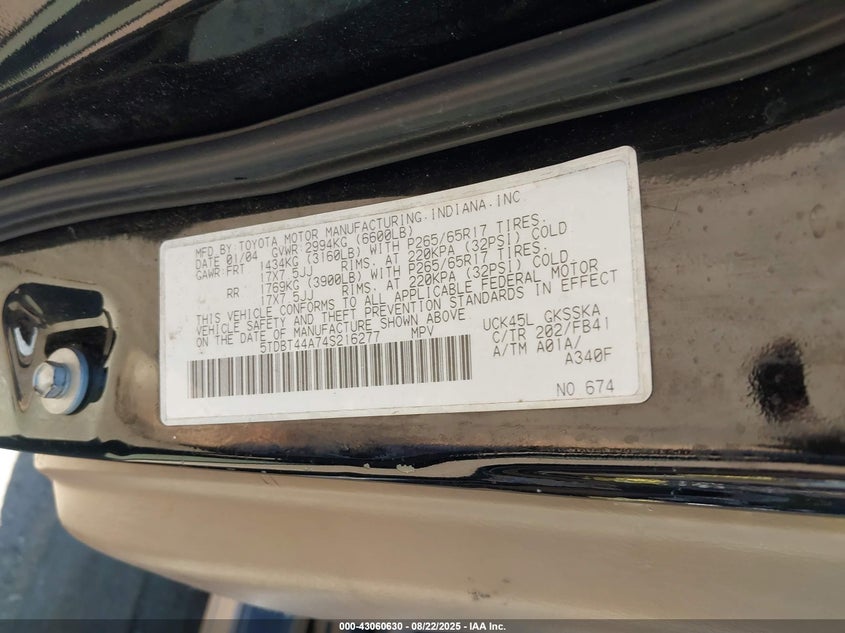 MFD.BY:TOYOTA MOTOR MANUFACTURING.INDIANA.INC
DATE 01/04 GVWR 2994KG (6600LB)
GAWR:FRT 1434KG (3160LB) WITH P265/65R17 TIRES.
17X7.5JJ RIMS. AT 220KPA (32PSI) COLD
RR 1769KG (3900LB) WITH P265/65R17 TIRES.
17X7.5JJ RIMS. AT 220KPA (32PSI) COLD
THIS VEHICLE CONFORMS TO ALL APPLICABLE FEDERAL MOTOR
VEHICLE SAFETY AND THEFT PREVENTION STANDARDS IN EFFECT
ON THE DATE OF MANUFACTURE SHOWN ABOVE
5TDBT44A74S216277 MPV
UCK45L GKSSKA
C/TR 202/FB41
A/TM A01A/
A340F
NO 674
000-43060630 - 08/22/2025 - IAA Inc.